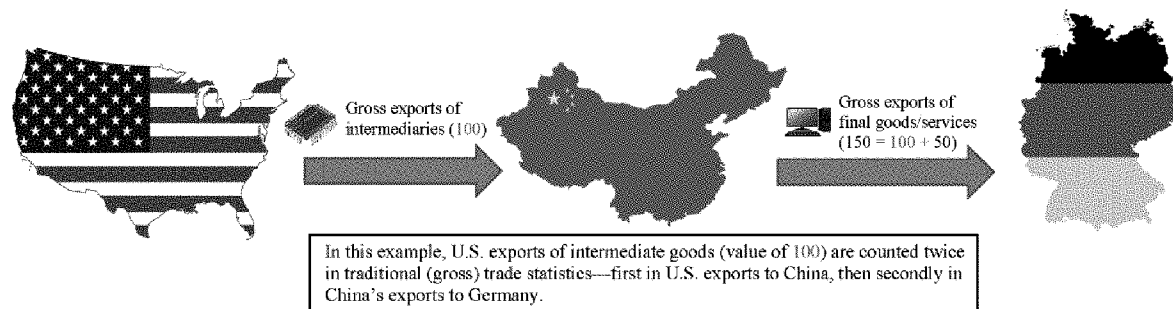 Gross exports of
intermediaries (100)
Gross exports of
final goods/services
(150 = 100 + 50)
In this example, U.S. exports of intermediate goods (value of 100) are counted twice
in traditional (gross) trade statistics—first in U.S. exports to China, then secondly in
China's exports to Germany.